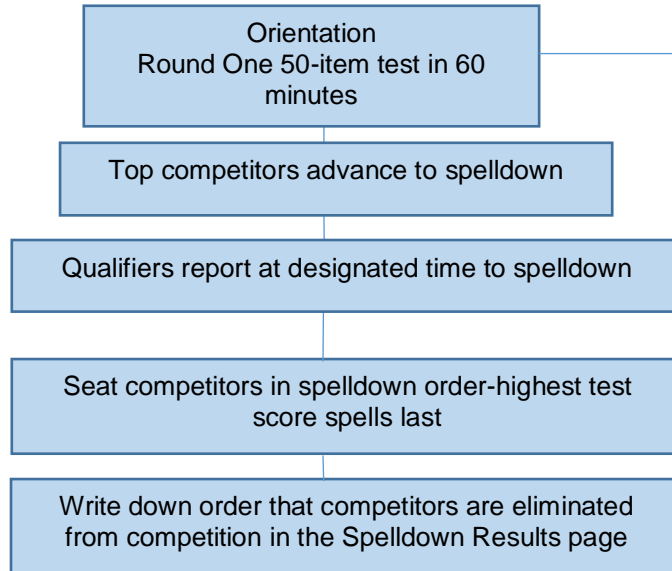 Orientation
Round One 50-item test in 60
minutes
Top competitors advance to spelldown
Qualifiers report at designated time to spelldown
Seat competitors in spelldown order-highest test
score spells last
Write down order that competitors are eliminated
from competition in the Spelldown Results page